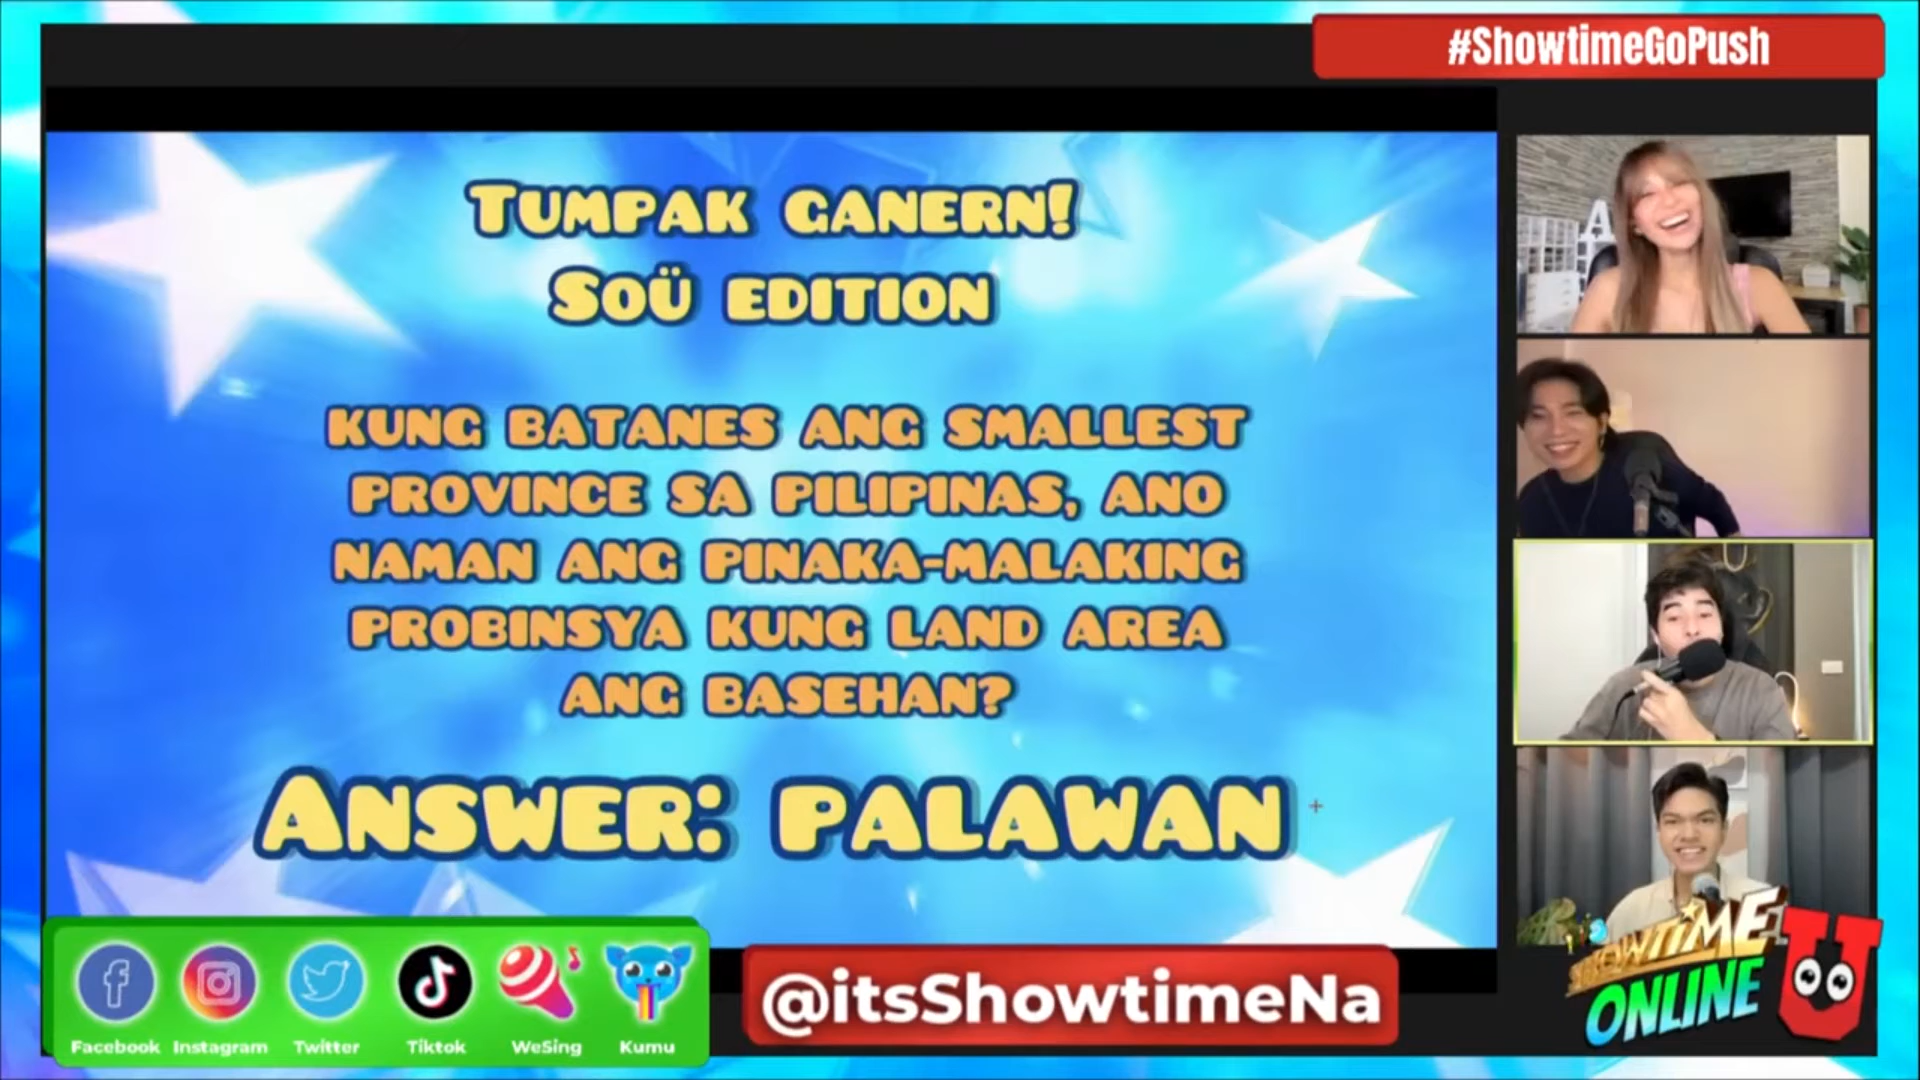 #ShowtimeGoPush
TUMPAK GANERN!
SOÜ EDITION
KUNG BATANES ANG SMALLEST
PROVINCE SA PILIPINAS, ANO
NAMAN ANG PINAKA-MALAKING
PROBINSYA KUNG LAND AREA
ANG BASEHAN?
ANSWER: PALAWAN
A
Facebook Instagram Twitter Tiktok WeSing Kumu
@itsShowtimeNa
SHOWTIME
ONLINE U